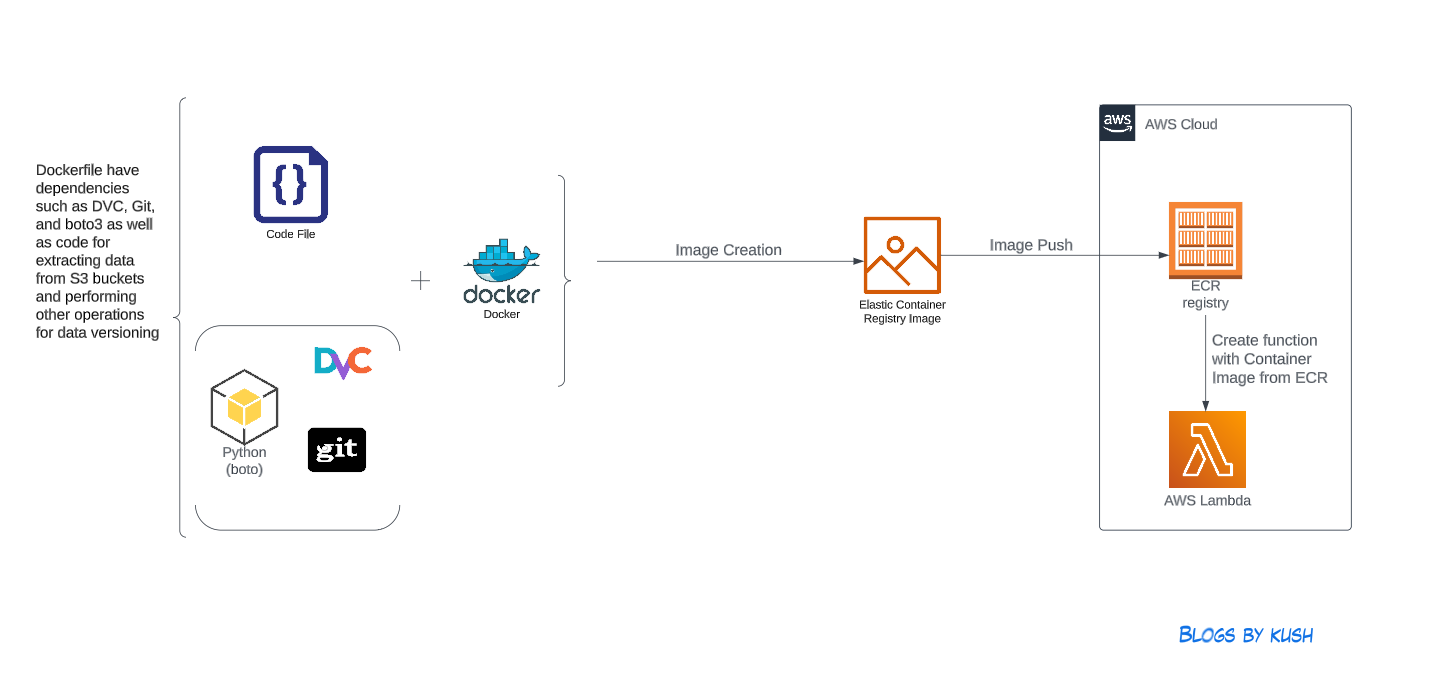 Dockerfile have
dependencies
such as DVC, Git,
and boto3 as well
as code for
extracting data
from S3 buckets
and performing
other operations
for data versioning
Code File
DVC
Python
(boto)
git
docker
Docker
Image Creation
Elastic Container
Registry Image
Image Push
aws
AWS Cloud
ECR
registry
Create function
with Container
Image from ECR
AWS Lambda
BLOGS BY KUSH